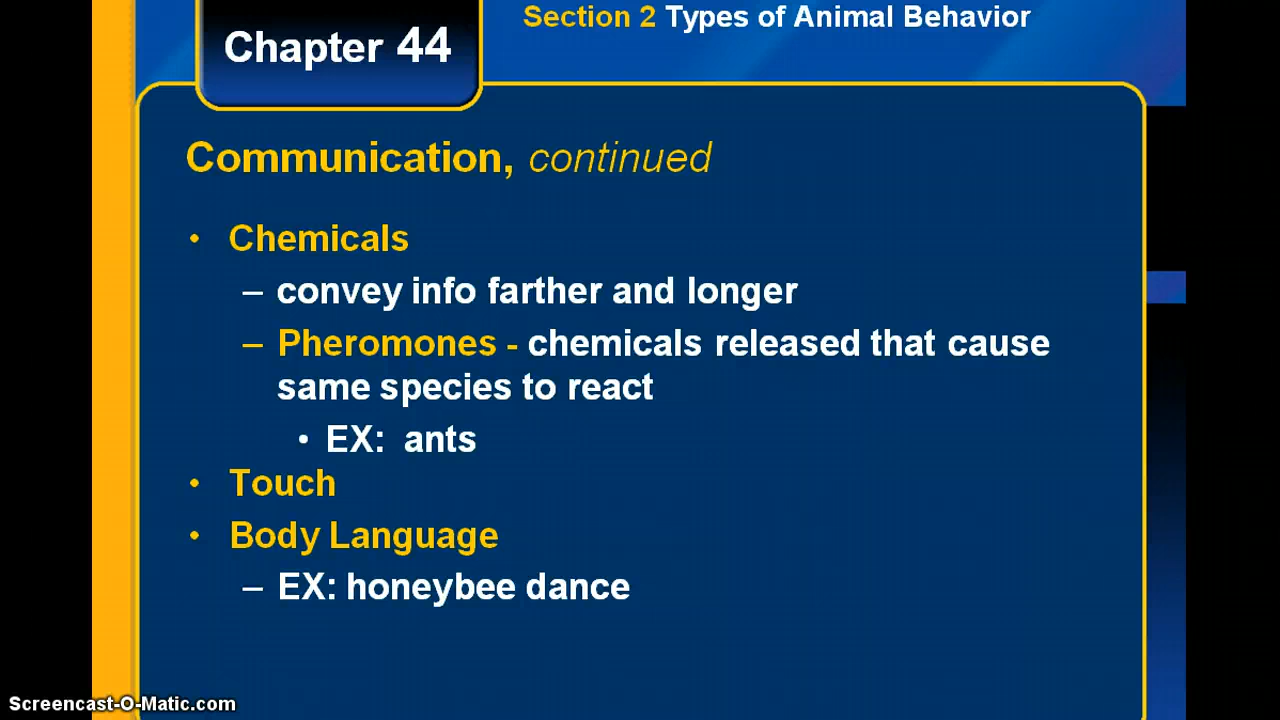 Section 2 Types of Animal Behavior
Chapter 44
Communication, continued
• Chemicals
– convey info farther and longer
– Pheromones - chemicals released that cause
same species to react
• EX: ants
• Touch
• Body Language
– EX: honeybee dance
Screencast-O-Matic.com